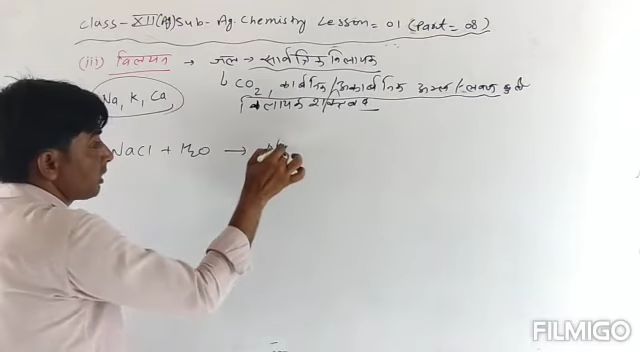 Class-XII(Ag) Sub-Ag.Chemistry Lesson=01 (Part=08)
(iii) विलयन → जल → सार्वत्रिक विलायक
↳ CO2, कार्बनिक/अकार्बनिक अम्ल/लवण
Na, K, Ca,
विलायक
NaCl + H2O →
FILMIGO